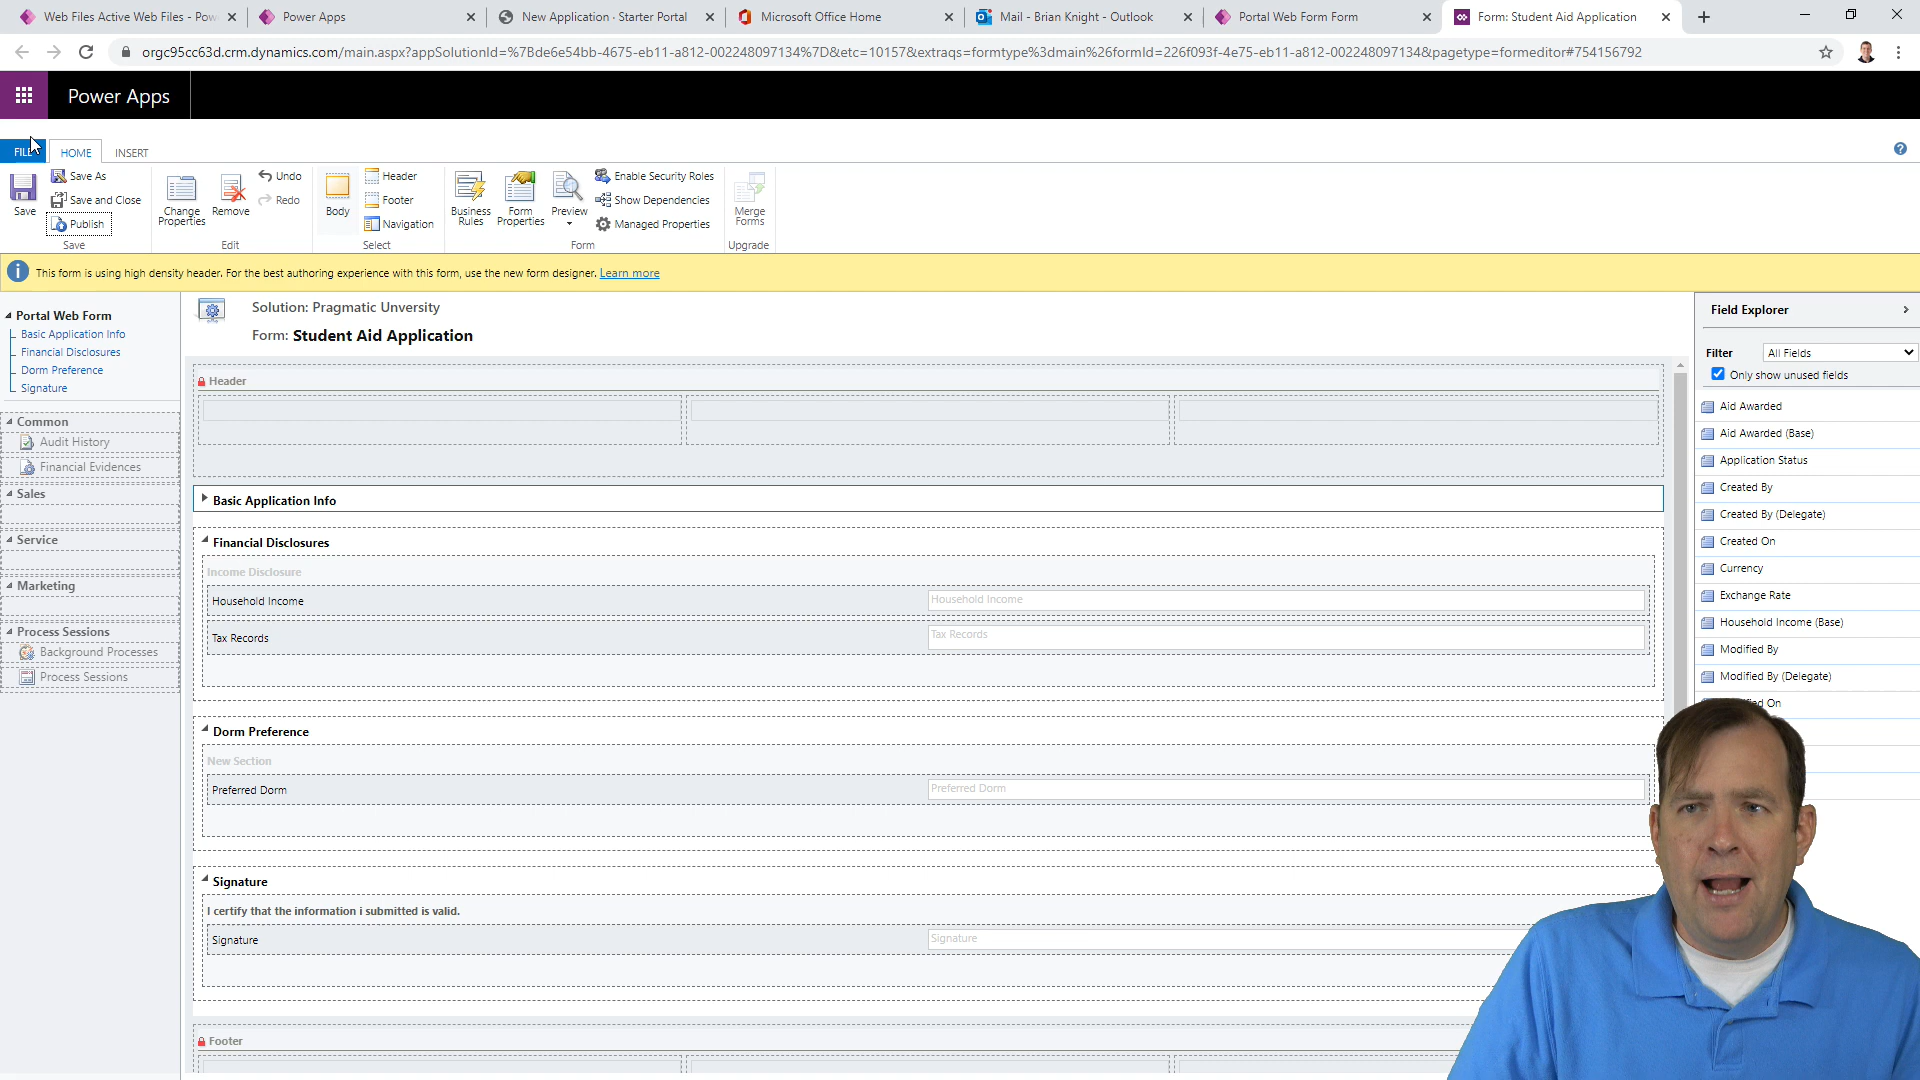 Web Files Active Web Files - Pow
Power Apps
New Application · Starter Portal
Microsoft Office Home
Mail - Brian Knight - Outlook
Portal Web Form Form
Form: Student Aid Application
orgc95cc63d.crm.dynamics.com/main.aspx?appSolutionId=%7Bde6e54bb-4675-eb11-a812-002248097134%7D&etc=10157&extraqs=formtype%3dmain%26formId=226f093f-4e75-eb11-a812-002248097134&pagetype=formeditor#754156792
Power Apps
FILE
HOME
INSERT
Save
Save As
Save and Close
Publish
Save
Change Properties
Remove
Undo
Redo
Edit
Body
Header
Footer
Navigation
Select
Business Rules
Form Properties
Preview
Enable Security Roles
Show Dependencies
Managed Properties
Form
Merge Forms
Upgrade
This form is using high density header. For the best authoring experience with this form, use the new form designer. Learn more
Portal Web Form
Basic Application Info
Financial Disclosures
Dorm Preference
Signature
Common
Audit History
Financial Evidences
Sales
Service
Marketing
Process Sessions
Background Processes
Process Sessions
Solution: Pragmatic Unversity
Form: Student Aid Application
Header
Basic Application Info
Financial Disclosures
Income Disclosure
Household Income
Household Income
Tax Records
Tax Records
Dorm Preference
New Section
Preferred Dorm
Preferred Dorm
Signature
I certify that the information i submitted is valid.
Signature
Signature
Footer
Field Explorer
Filter
All Fields
Only show unused fields
Aid Awarded
Aid Awarded (Base)
Application Status
Created By
Created By (Delegate)
Created On
Currency
Exchange Rate
Household Income (Base)
Modified By
Modified By (Delegate)
On